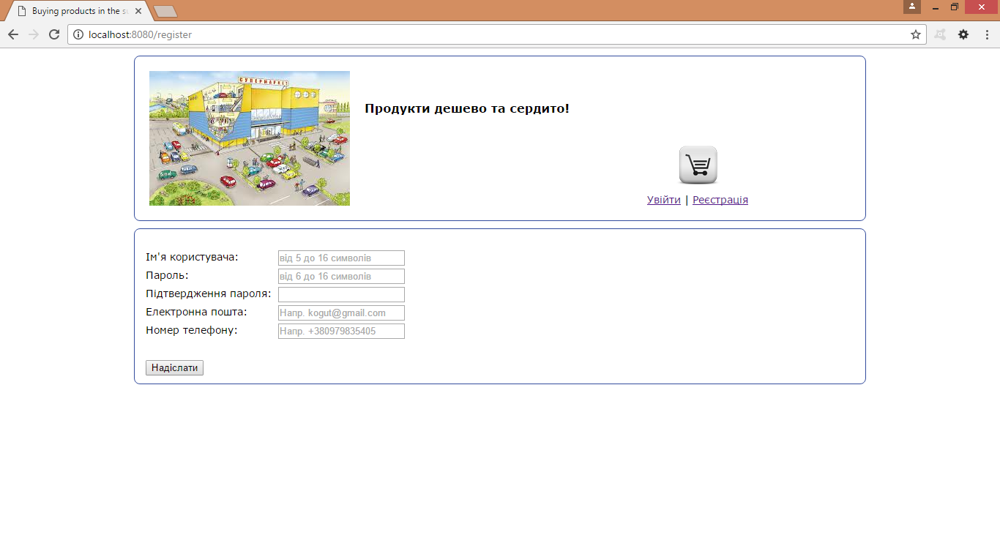 Buying products in the su
localhost:8080/register
СУПЕРМАРКЕТ
Продукти дешево та сердито!
Увійти | Реєстрація
Ім'я користувача: від 5 до 16 символів
Пароль: від 6 до 16 символів
Підтвердження пароля:
Електронна пошта: Напр. kogut@gmail.com
Номер телефону: Напр. +380979835405
Надіслати